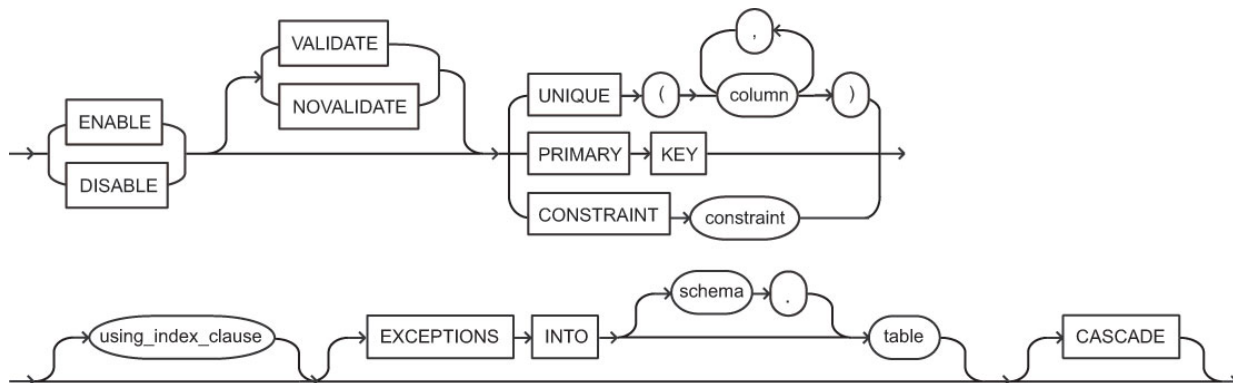 VALIDATE
,
NOVALIDATE
UNIQUE ( column )
ENABLE
PRIMARY KEY
DISABLE
CONSTRAINT constraint
schema .
using_index_clause EXCEPTIONS INTO table CASCADE